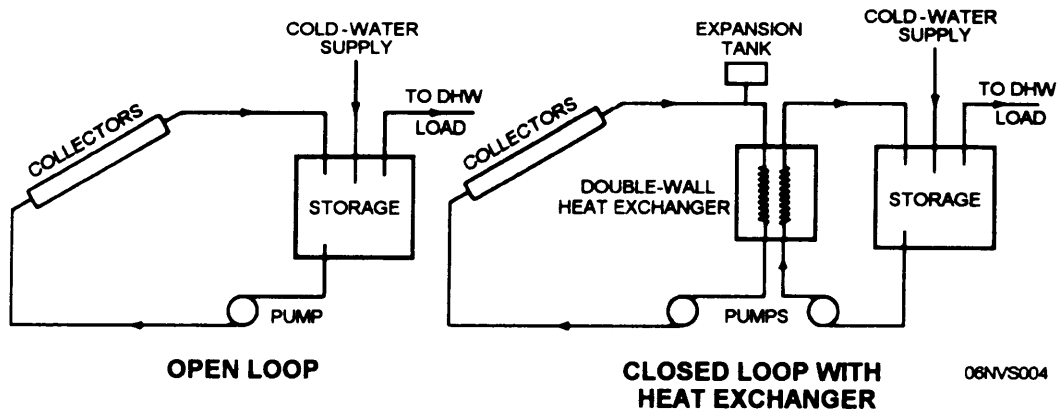 COLD-WATER
SUPPLY
TO DHW
LOAD
COLLECTORS
STORAGE
PUMP
OPEN LOOP
EXPANSION
TANK
COLD-WATER
SUPPLY
TO DHW
LOAD
COLLECTORS
DOUBLE-WALL
HEAT EXCHANGER
STORAGE
PUMPS
CLOSED LOOP WITH
HEAT EXCHANGER
06NVS004